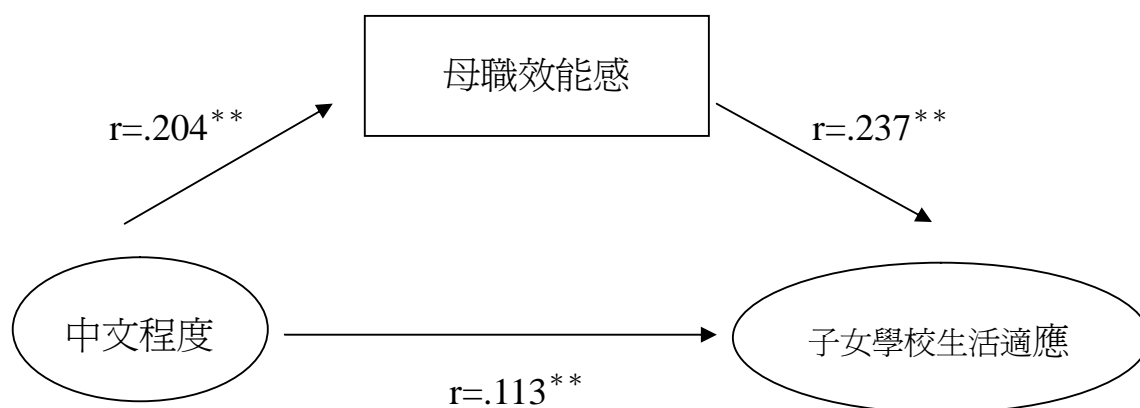 母職效能感
r=.204**
r=.237**
中文程度
子女學校生活適應
r=.113**